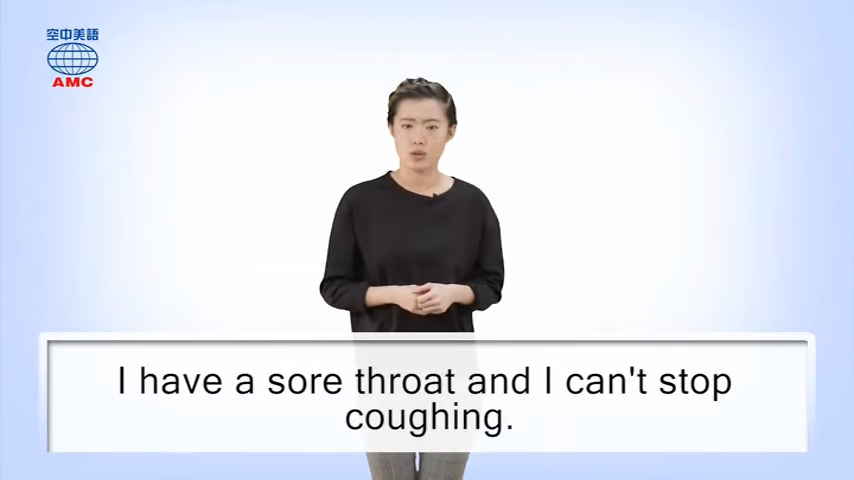 空中美語
AMC
I have a sore throat and I can't stop
coughing.